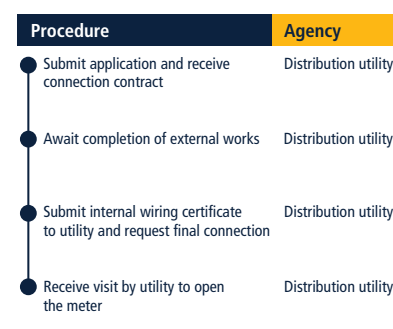 Procedure Agency
Submit application and receive Distribution utility
connection contract
Await completion of external works Distribution utility
Submit internal wiring certificate Distribution utility
to utility and request final connection
Receive visit by utility to open Distribution utility
the meter